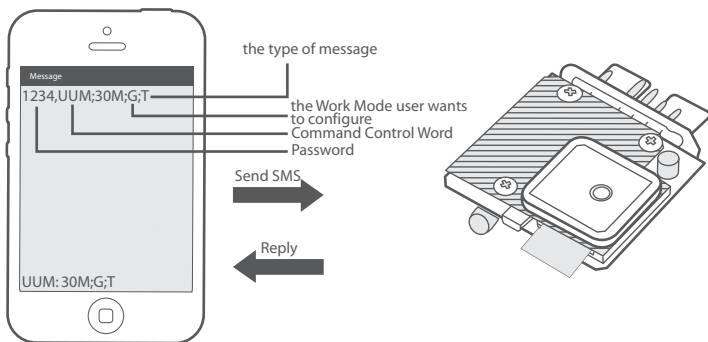 the type of message
Message
1234,UUM;30M;G;T
the Work Mode user wants
to configure
Command Control Word
Password
Send SMS
Reply
UUM: 30M;G;T